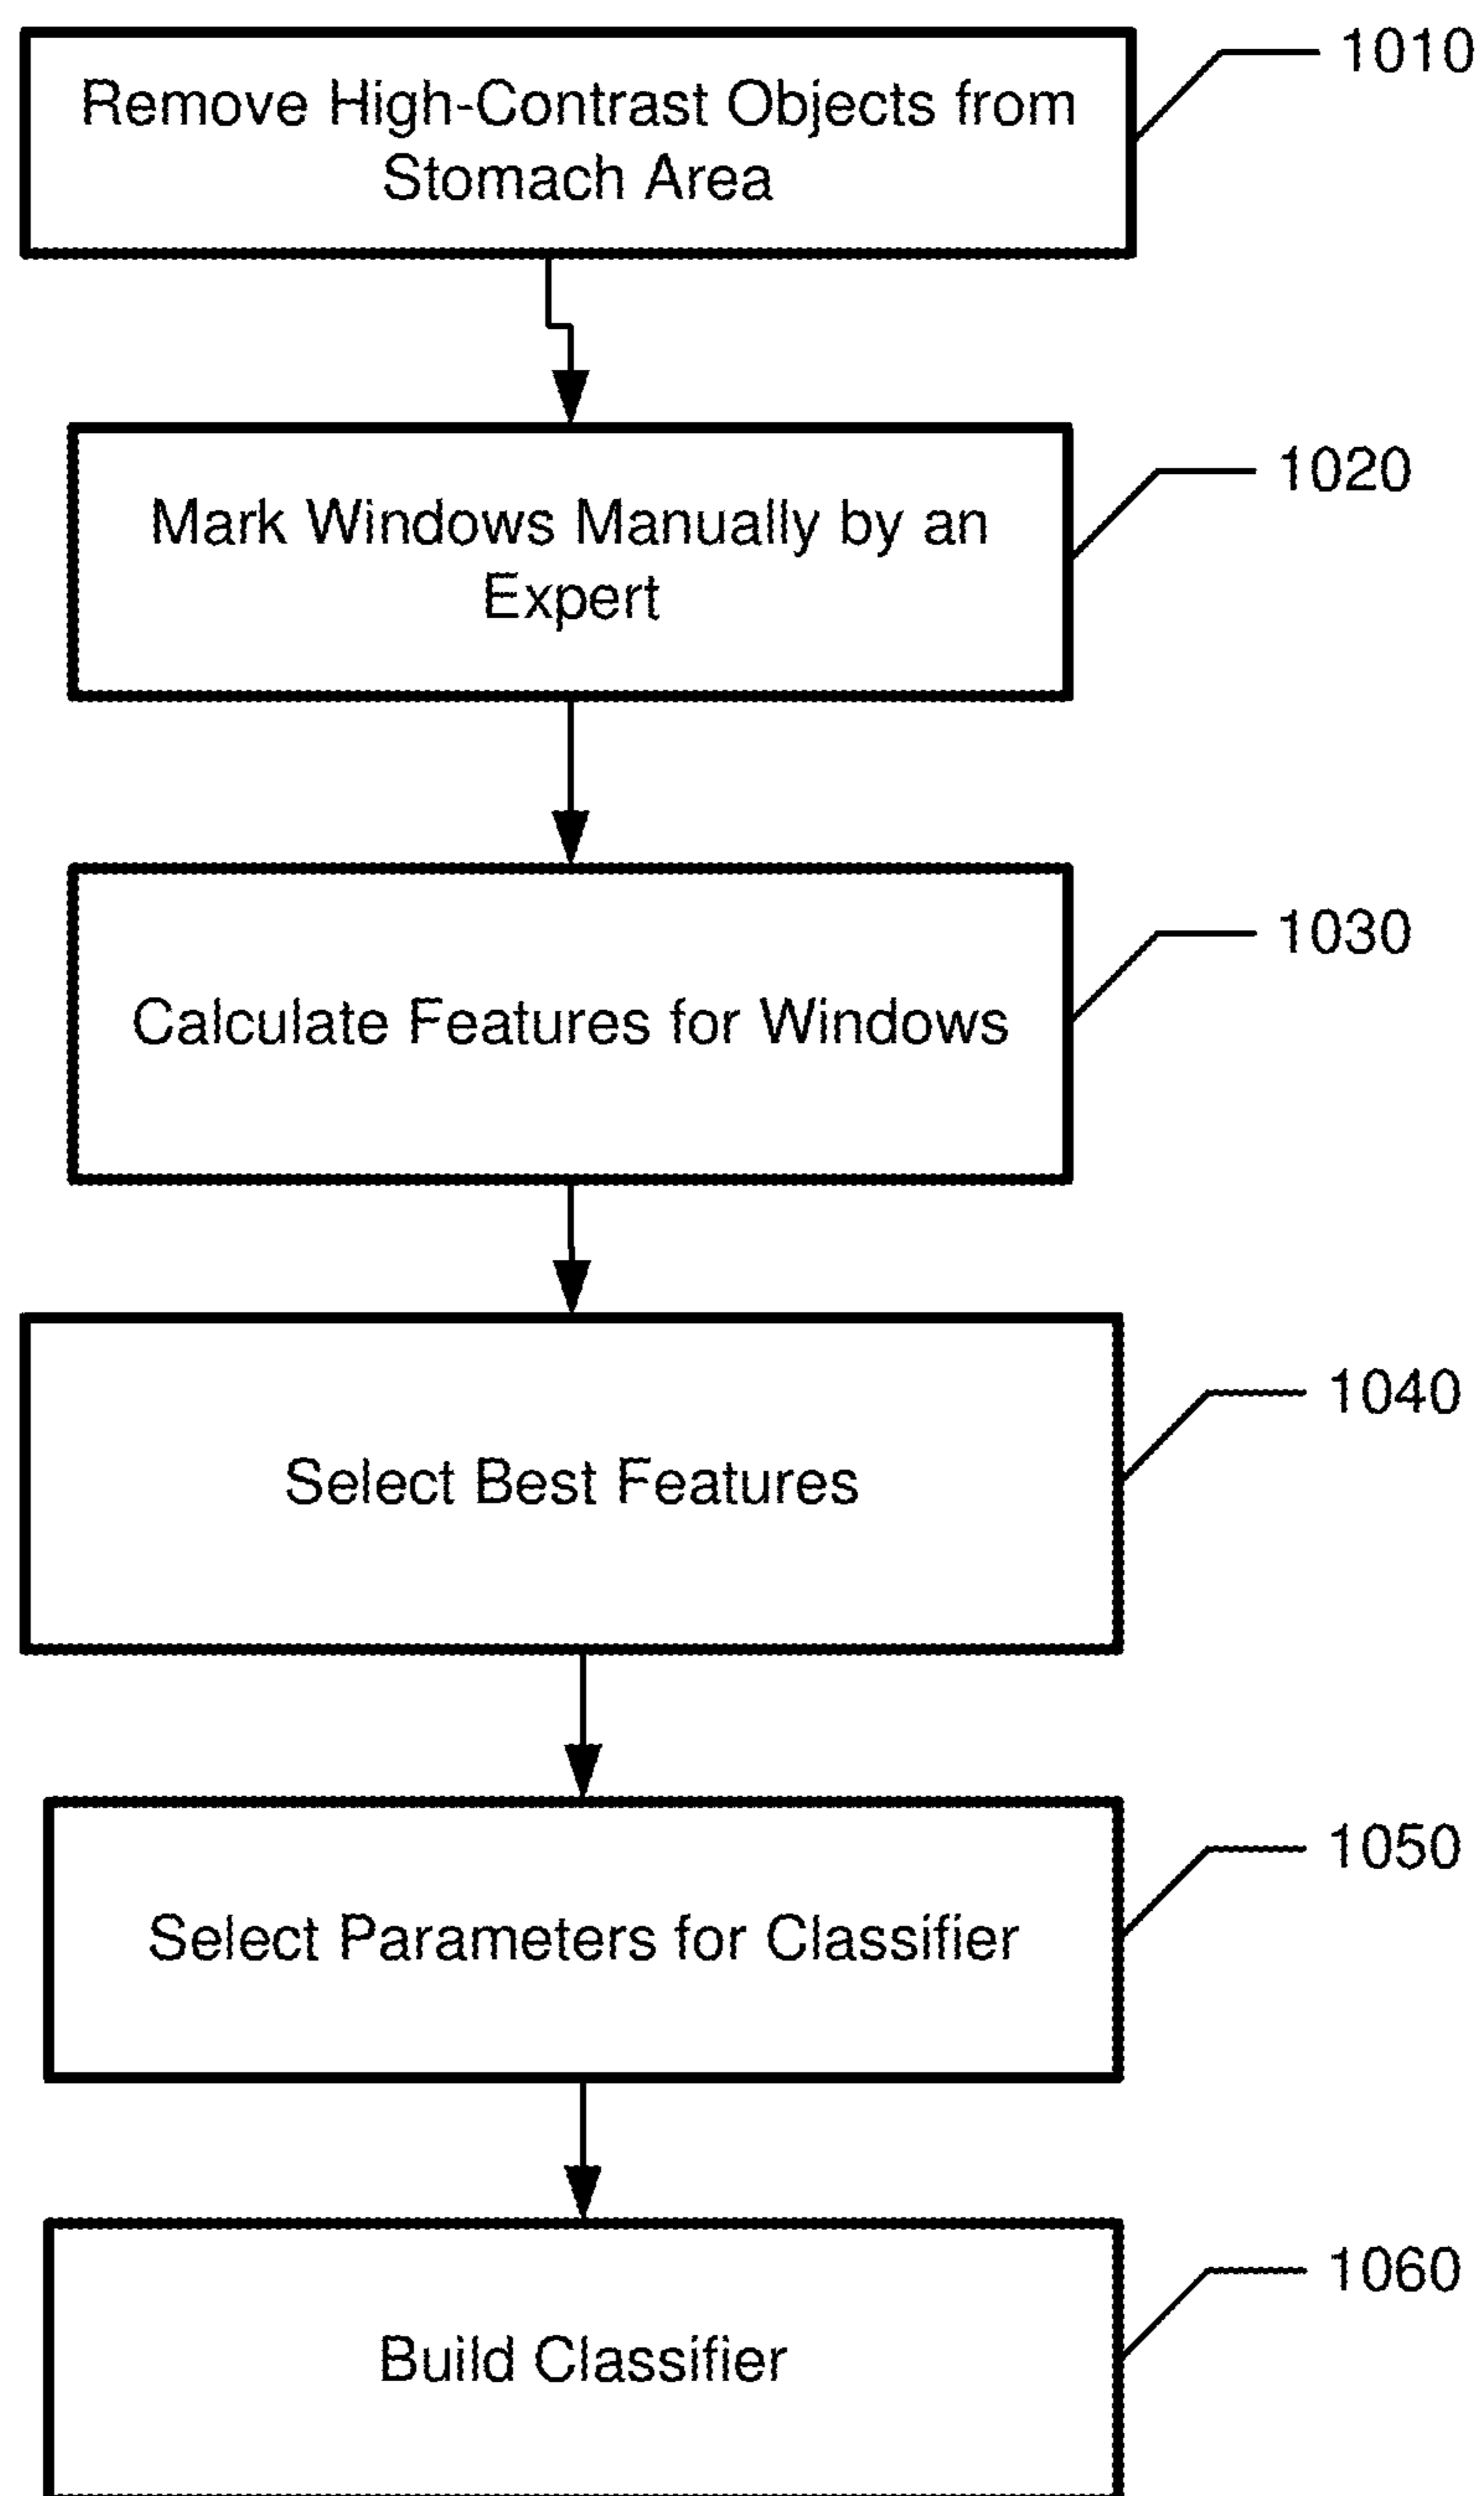 1010
Remove High-Contrast Objects from
Stomach Area
1020
Mark Windows Manually by an
Expert
1030
Calculate Features for Windows
1040
Select Best Features
1050
Select Parameters for Classifier
1060
Build Classifier